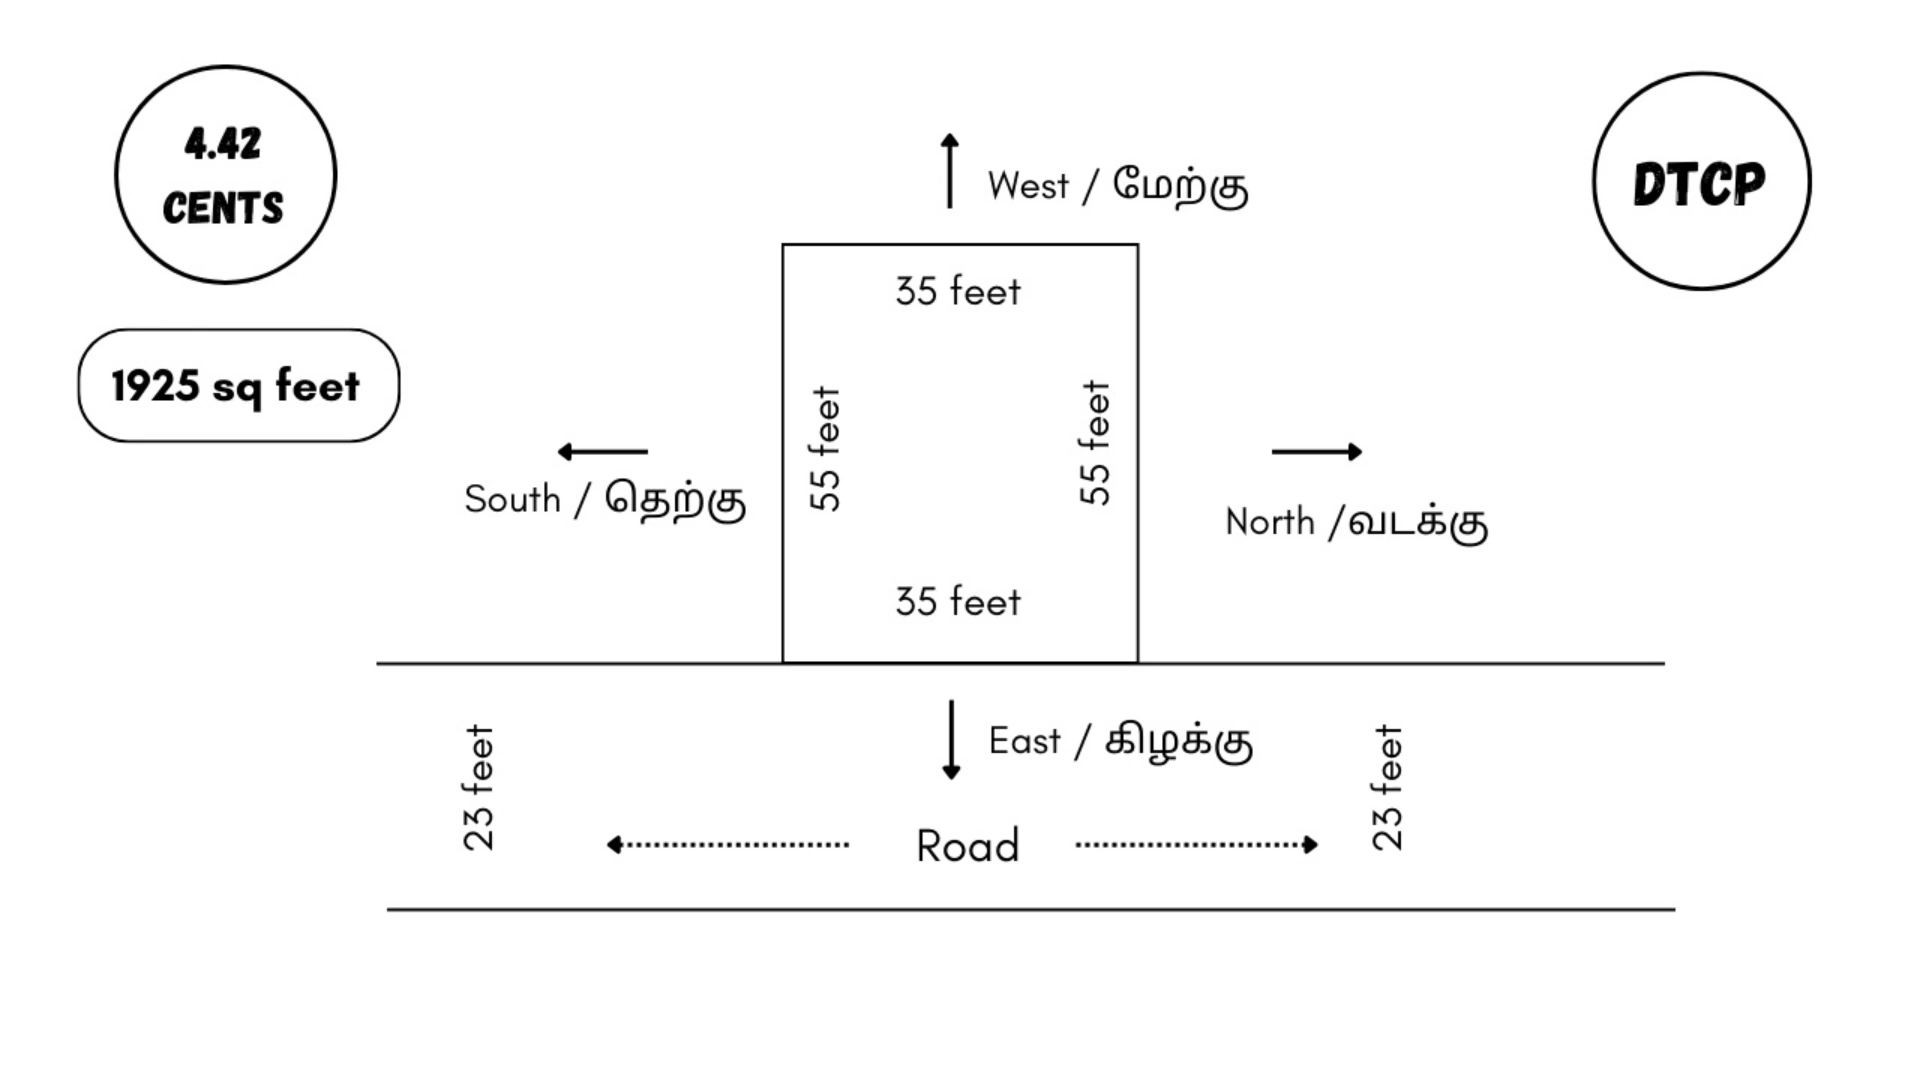 4.42
CENTS
DTCP
West / மேற்கு
35 feet
1925 sq feet
55 feet
55 feet
South / தெற்கு
North /வடக்கு
35 feet
East / கிழக்கு
23 feet
23 feet
Road